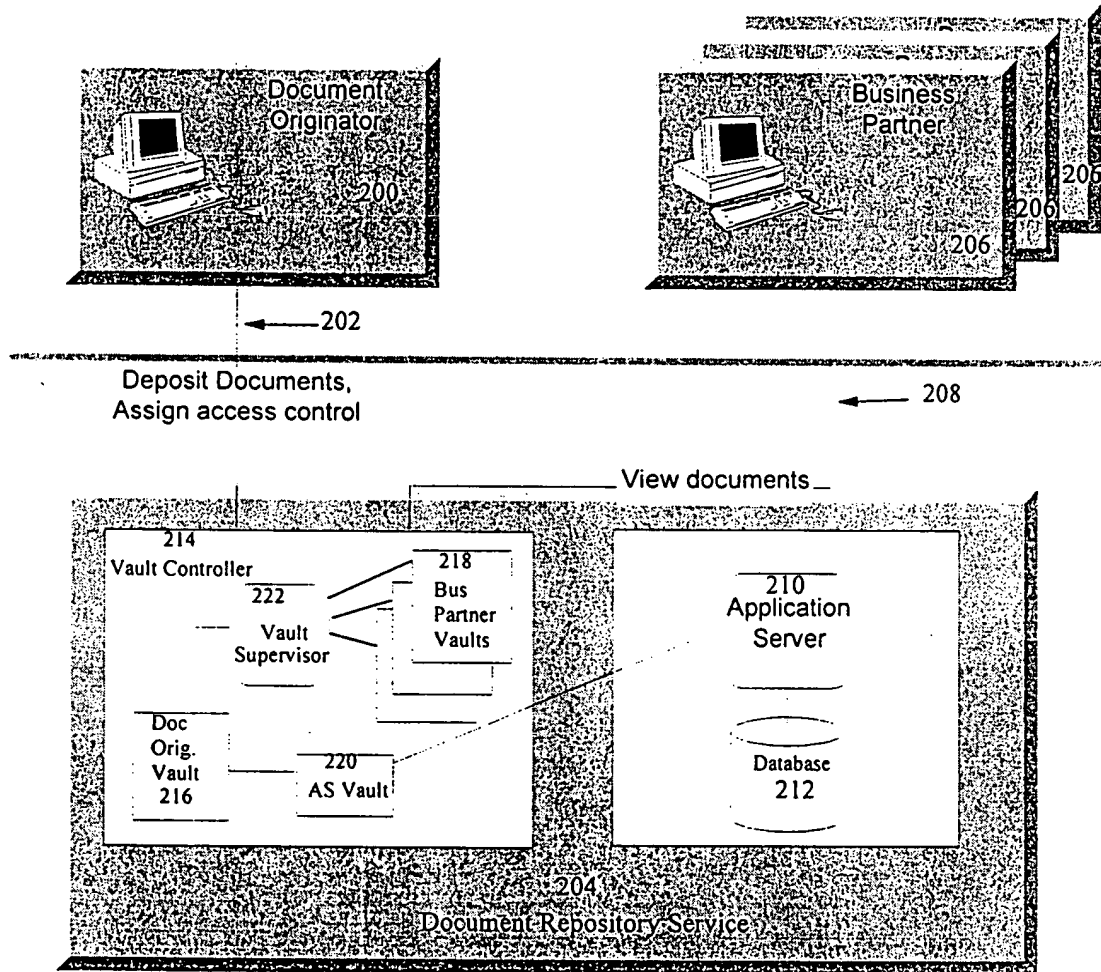 Document
Originator
200
Business
Partner
206
206
206
202
Deposit Documents,
Assign access control
208
View documents
214
Vault Controller
222
Vault
Supervisor
218
Bus
Partner
Vaults
Doc
Orig.
Vault
216
220
AS Vault
210
Application
Server
Database
212
204
Document Repository Service